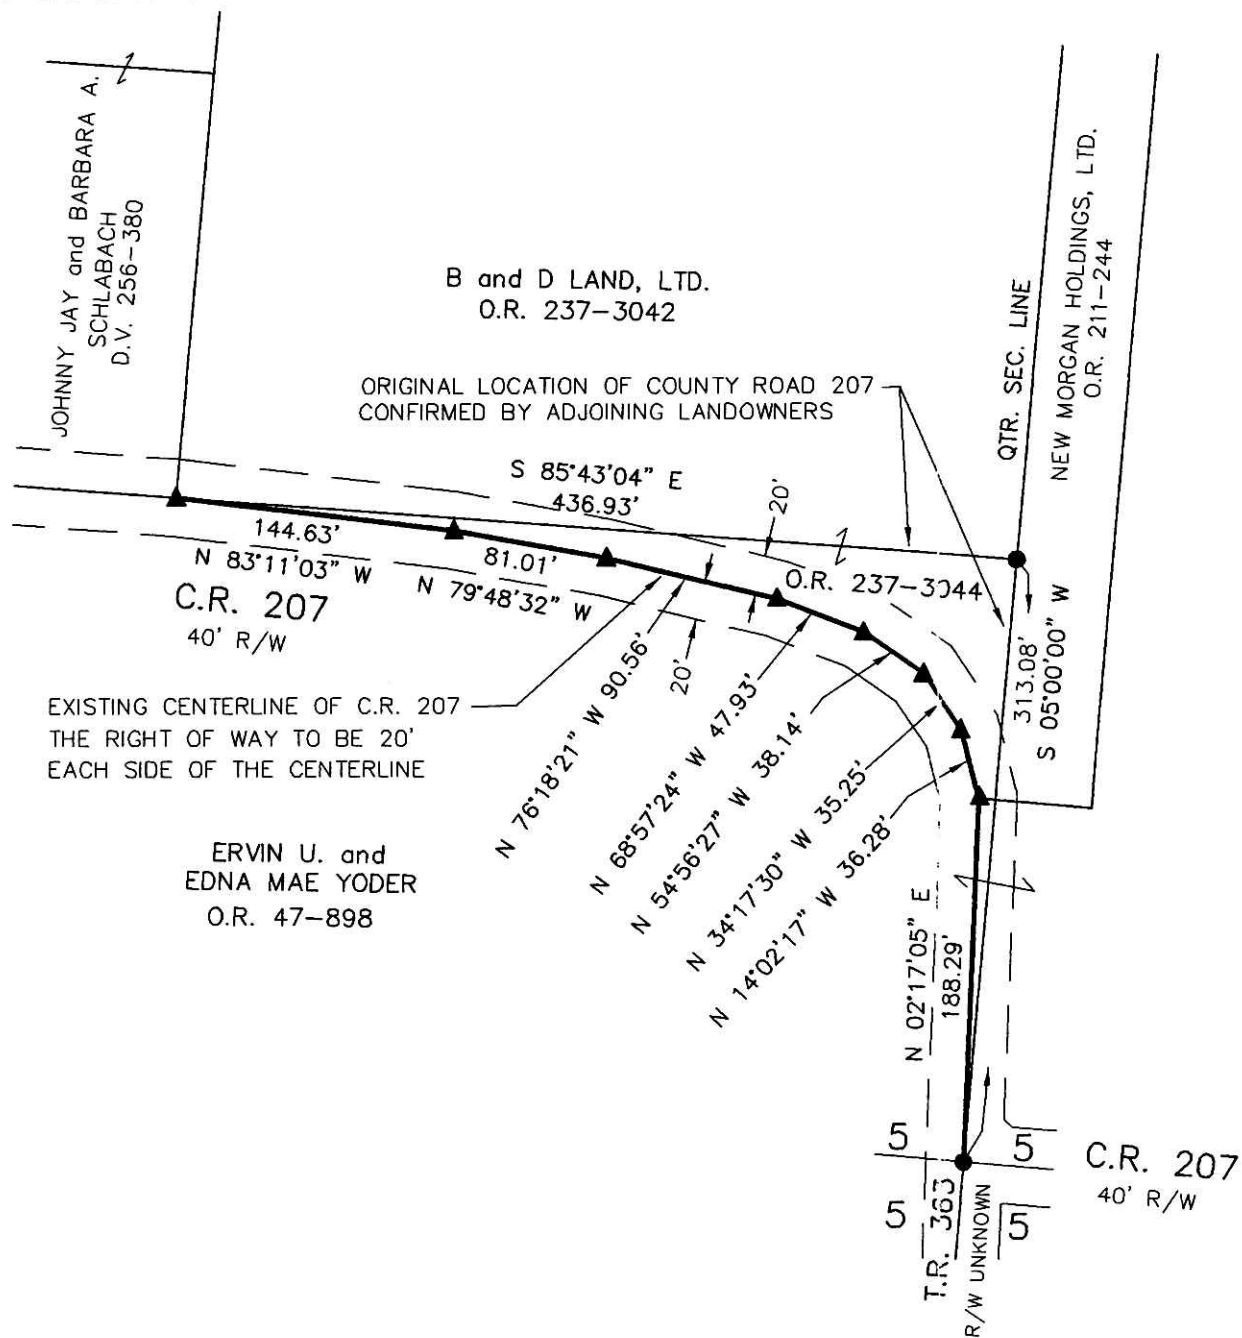 JOHNNY JAY and BARBARA A.
SCHLABACH
D.V. 256-380
B and D LAND, LTD.
O.R. 237-3042
QTR. SEC. LINE
NEW MORGAN HOLDINGS, LTD.
O.R. 211-244
ORIGINAL LOCATION OF COUNTY ROAD 207
CONFIRMED BY ADJOINING LANDOWNERS
S 85°43'04" E
436.93'
20'
144.63'
N 83°11'03" W
81.01'
N 79°48'32" W
O.R. 237-3044
C.R. 207
40' R/W
20'
313.08'
S 05°00'00" W
EXISTING CENTERLINE OF C.R. 207
THE RIGHT OF WAY TO BE 20'
EACH SIDE OF THE CENTERLINE
N 76°18'21" W 90.56'
N 68°57'24" W 47.93'
N 54°56'27" W 38.14'
N 34°17'30" W 35.25'
N 14°02'17" W 36.28'
ERVIN U. and
EDNA MAE YODER
O.R. 47-898
N 02°17'05" E
188.29'
5
5
C.R. 207
40' R/W
5
5
T.R. 363
R/W UNKNOWN